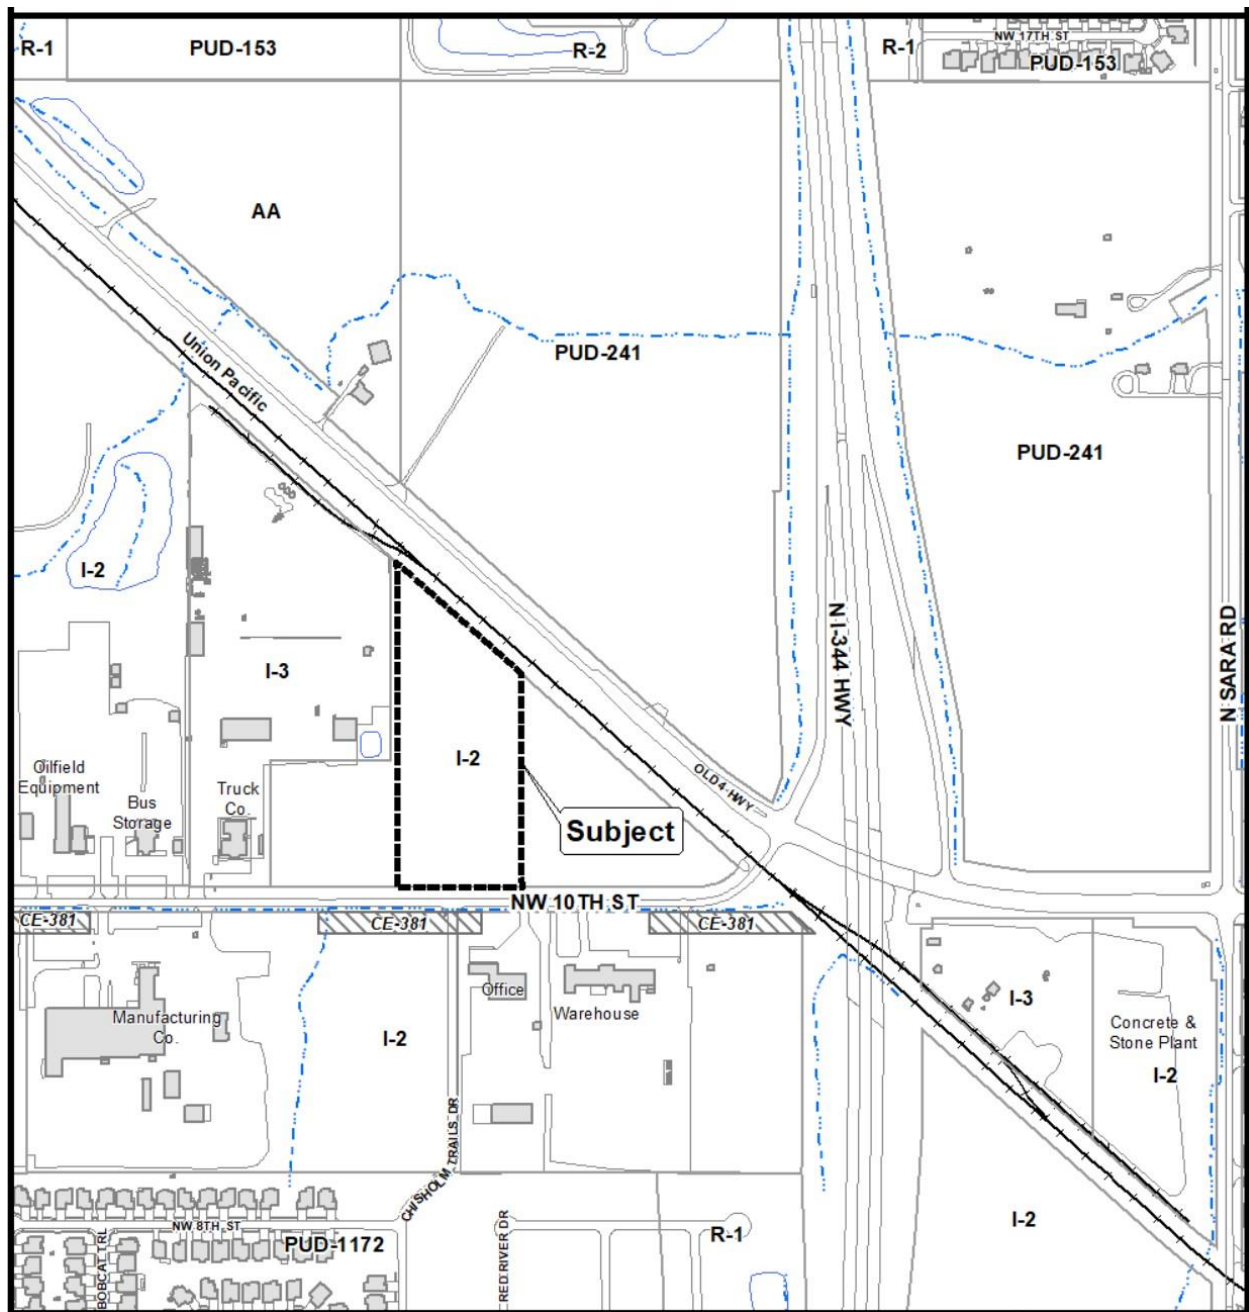 R-1
PUD-153
R-2
R-1
NW 17TH ST
PUD-153
AA
Union Pacific
PUD-241
PUD-241
I-2
I-3
N I-344 HWY
N SARA RD
I-2
OLD 4 HWY
Oilfield
Equipment
Bus
Storage
Truck
Co.
Subject
NW 10TH ST
CE-381
CE-381
CE-381
Office
Warehouse
Manufacturing
Co.
I-2
I-3
Concrete &
Stone Plant
I-2
CHISHOLM TRAILS DR
NW 8TH ST
PUD-1172
BOBCAT TRL
RED RIVER DR
R-1
I-2